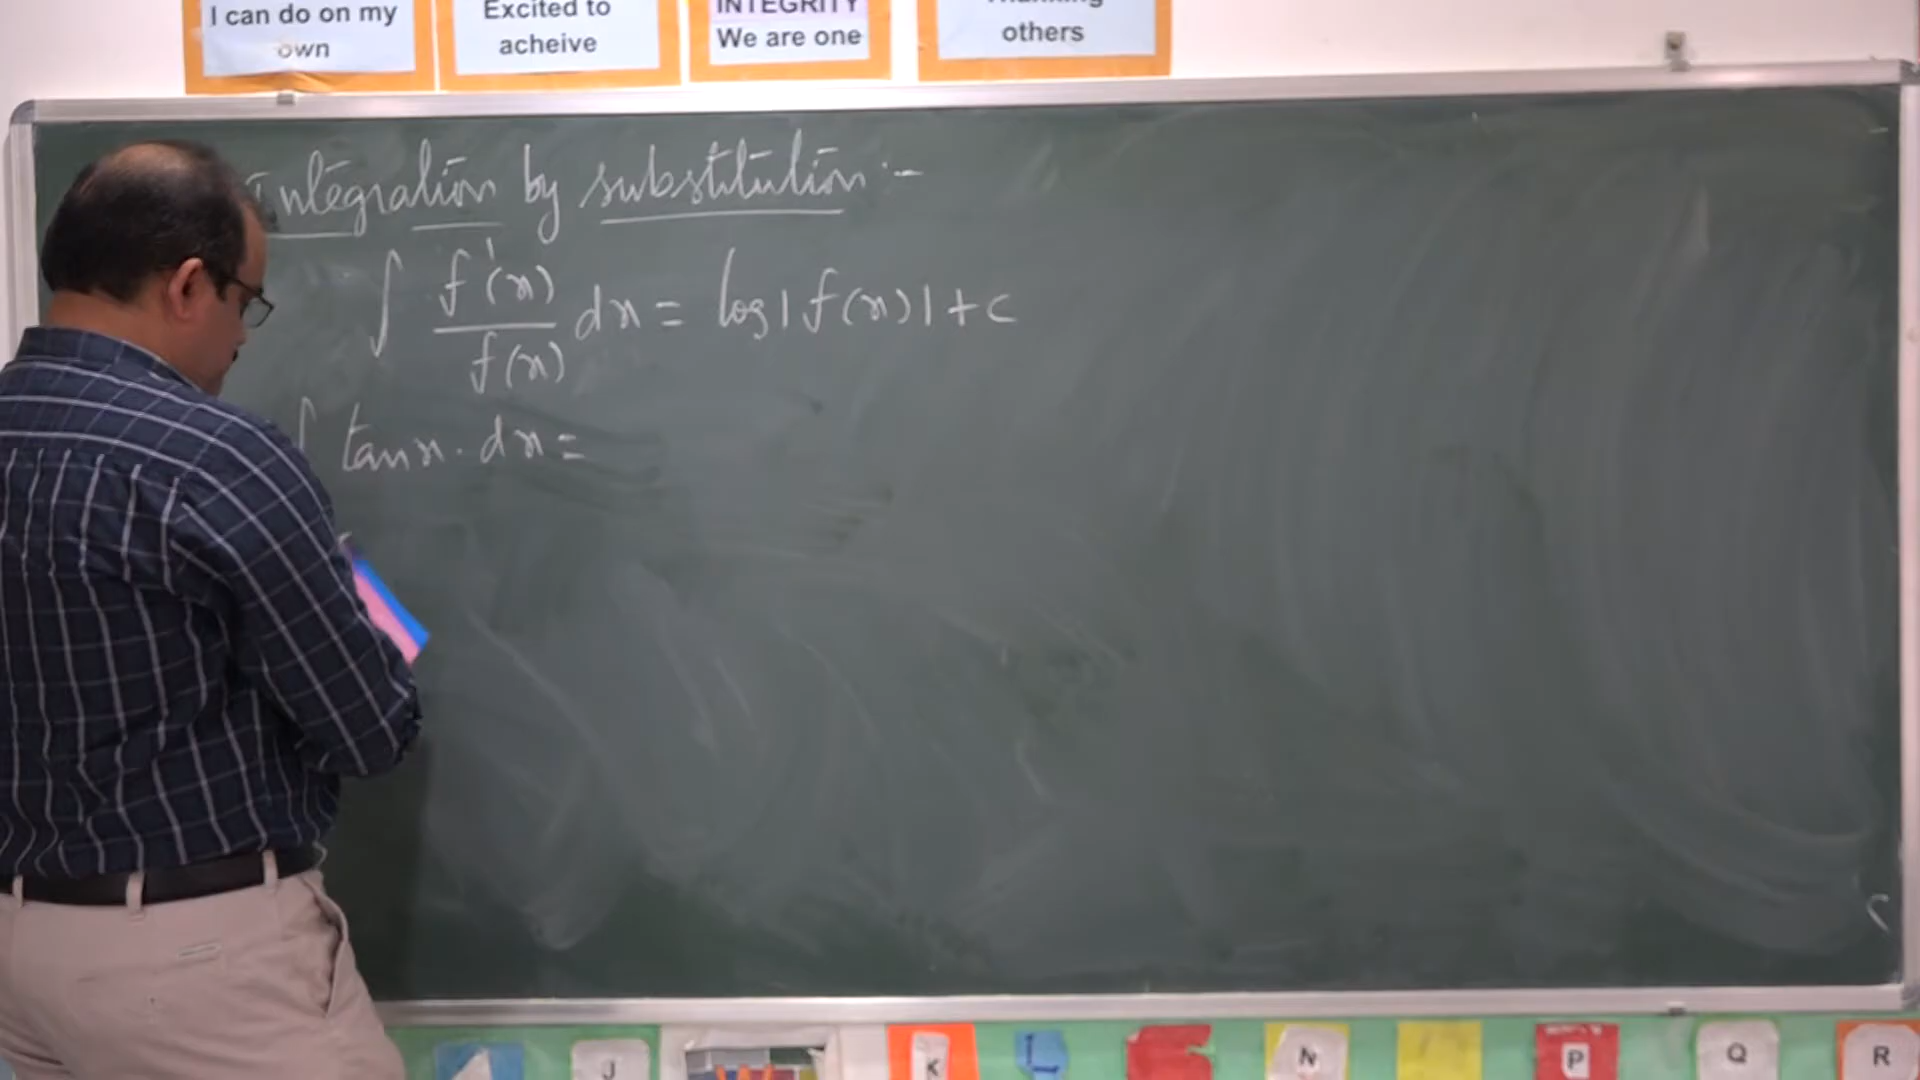 I can do on my
own
Excited to
acheive
INTEGRITY
We are one
others
Integration by substitution :-
∫ f'(x)/f(x) dx = log|f(x)| + c
∫ tanx. dx =
J
K
L
N
P
Q
R